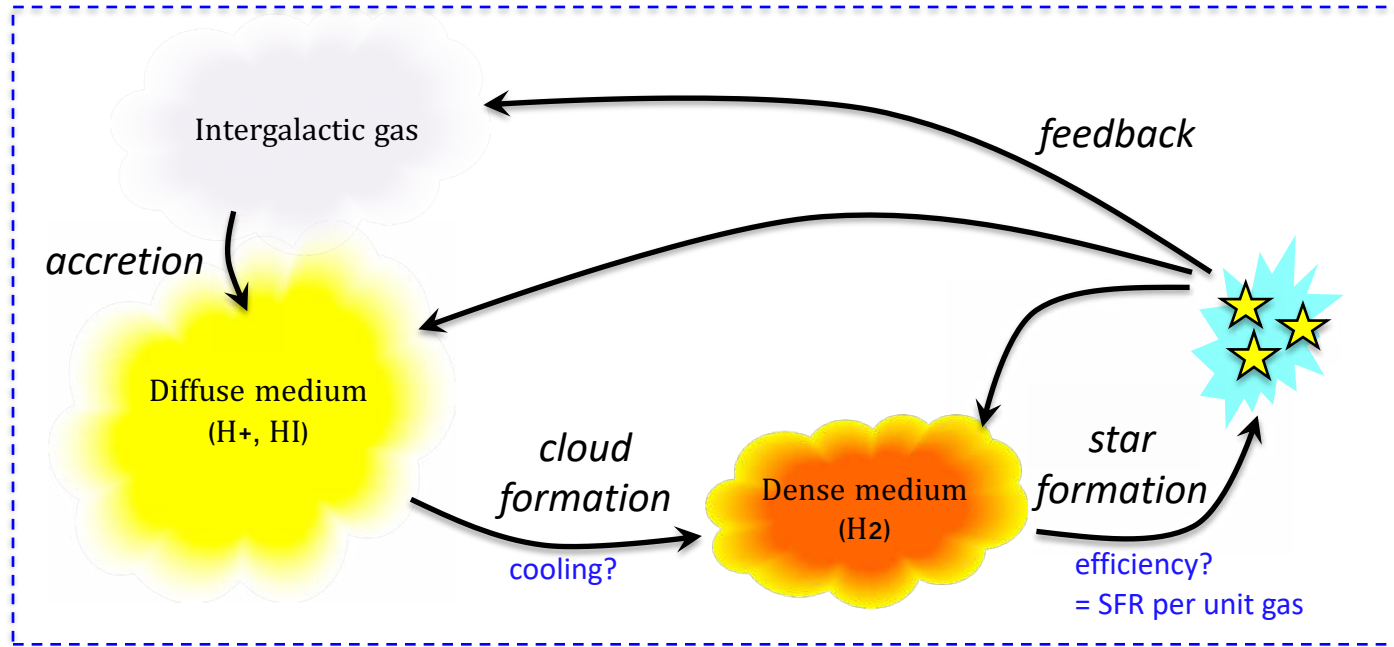 Intergalactic gas
feedback
accretion
Diffuse medium
(H+, HI)
cloud
formation
cooling?
Dense medium
(H2)
star
formation
efficiency?
= SFR per unit gas